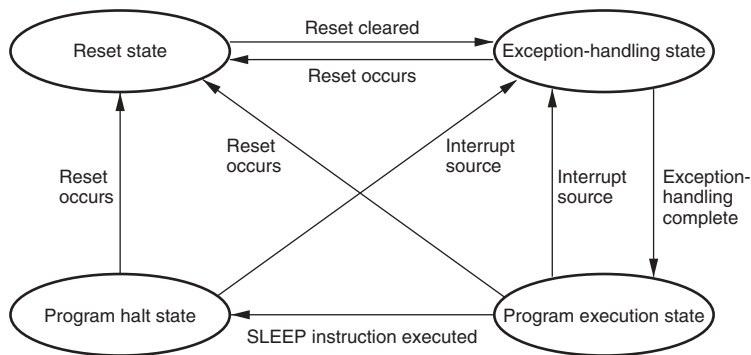 Reset cleared
Reset state
Exception-handling state
Reset occurs
Reset
occurs
Reset
occurs
Interrupt
source
Interrupt
source
Exception-
handling
complete
Program halt state
Program execution state
SLEEP instruction executed